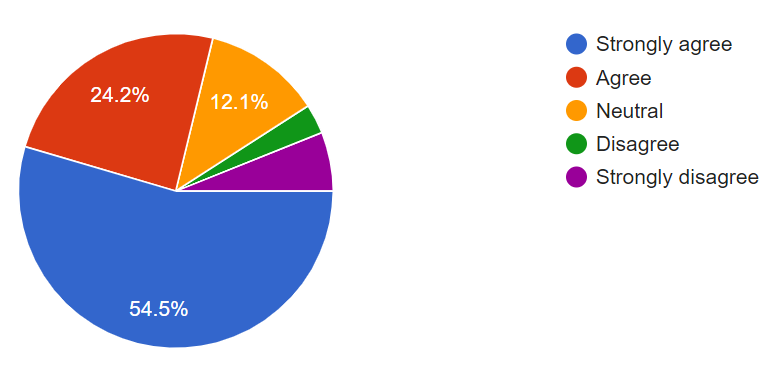 24.2%
12.1%
54.5%
Strongly agree
Agree
Neutral
Disagree
Strongly disagree